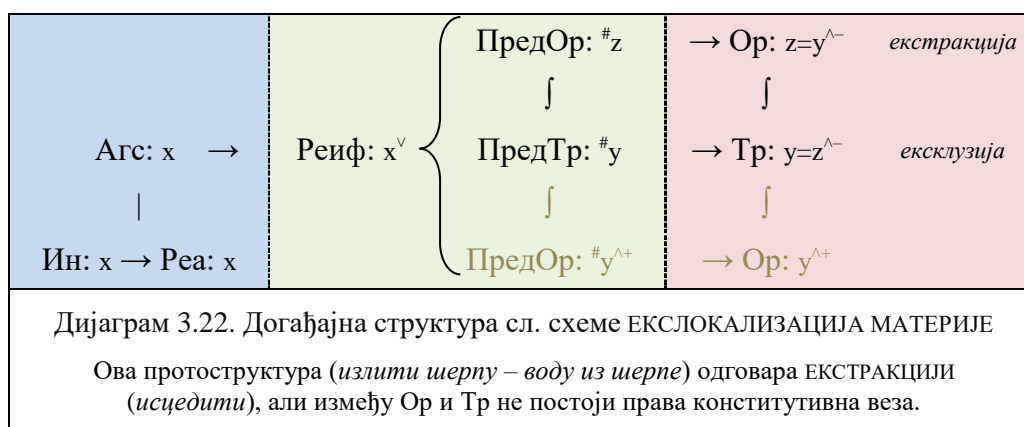 ПредОр: #z → Ор: z=y^– екстракција
∫ ∫
Агс: x → Реиф: x˅ ПредТр: #y → Тр: y=z^– ексклузија
| ∫ ∫
Ин: x → Реа: x ПредОр: #y^+ → Ор: y^+
Дијаграм 3.22. Догађајна структура сл. схеме ЕКСЛОКАЛИЗАЦИЈА МАТЕРИЈЕ
Ова протоструктура (излити шерпу – воду из шерпе) одговара ЕКСТРАКЦИЈИ
(исцедити), али између Ор и Тр не постоји права конститутивна веза.